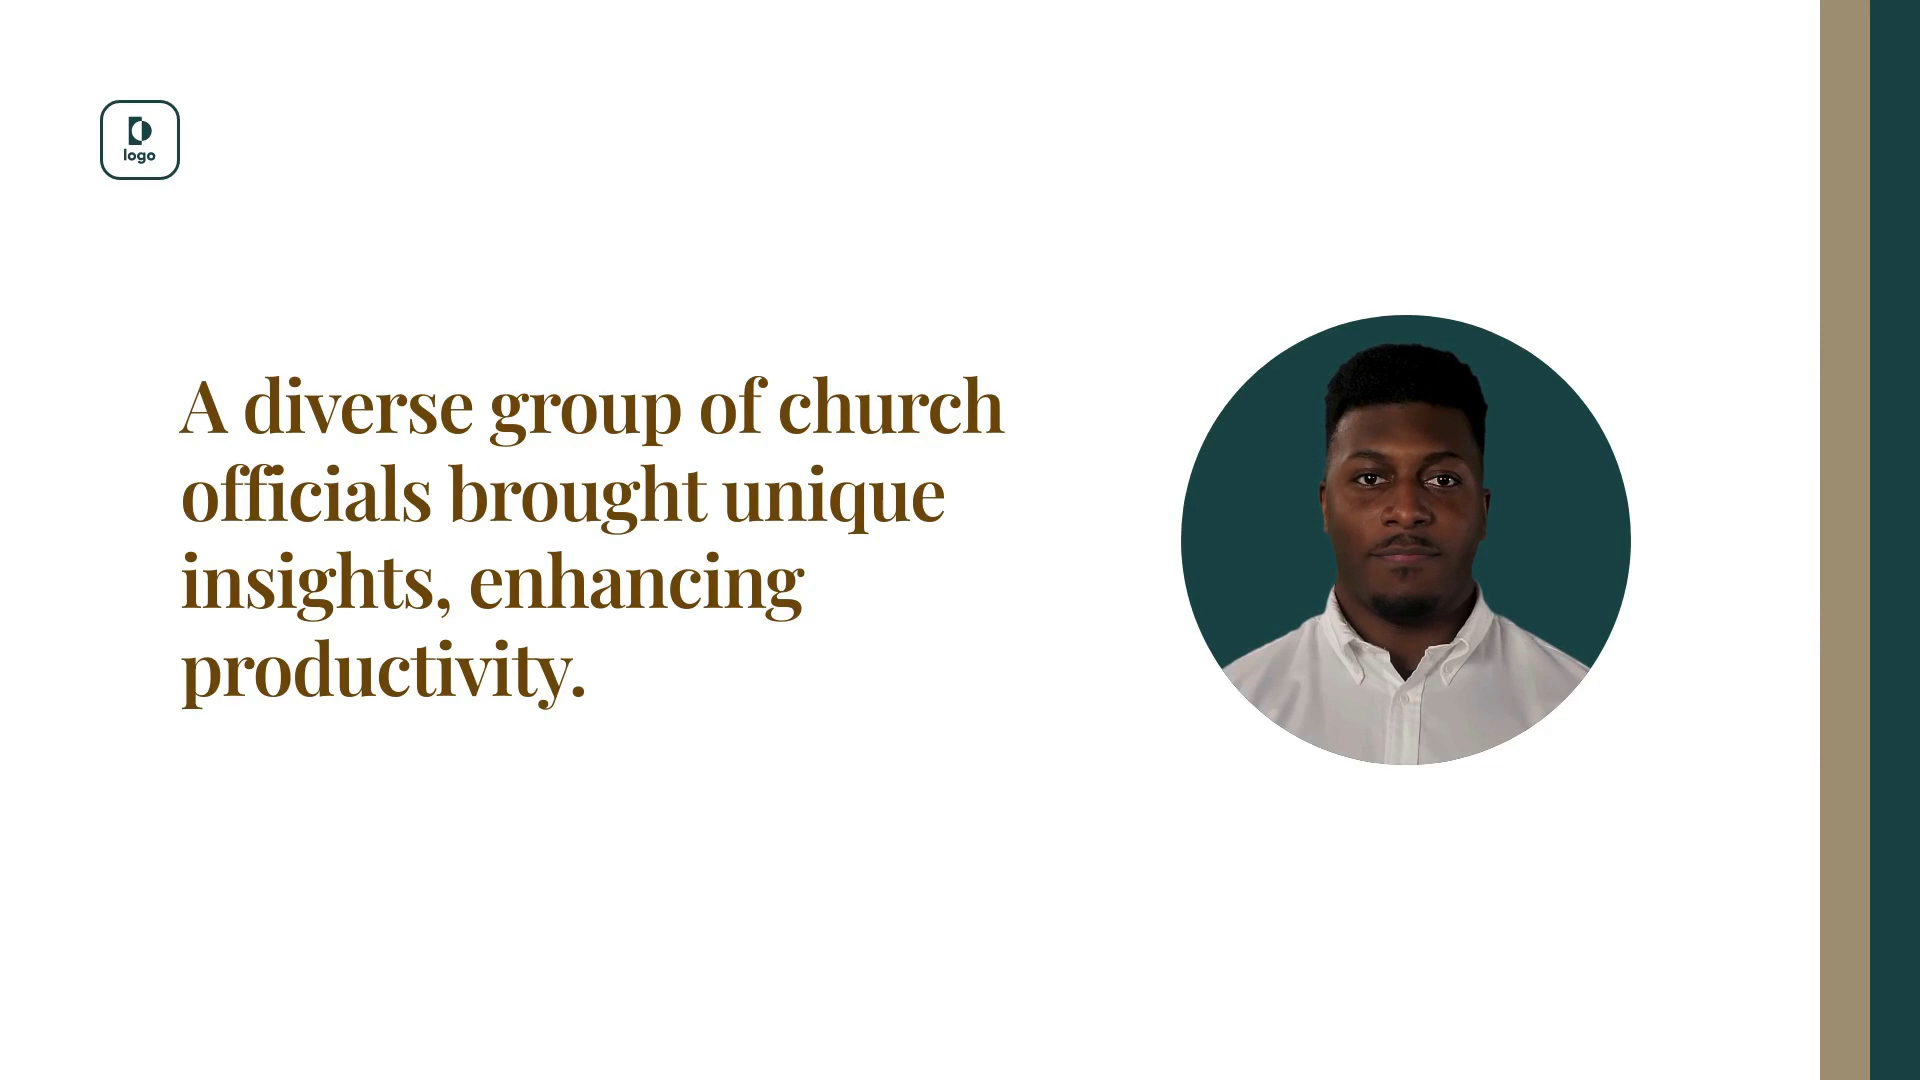 logo
A diverse group of church
officials brought unique
insights, enhancing
productivity.